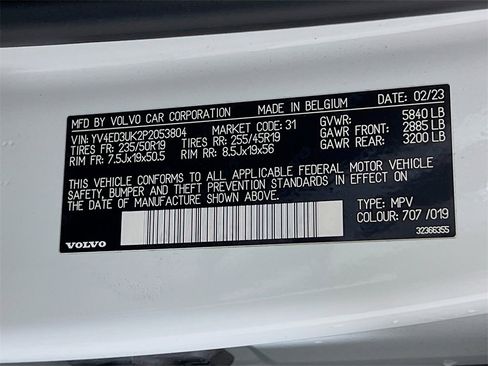 DATE: 02/23
MFD BY VOLVO CAR CORPORATION MADE IN BELGIUM GVWR: 5840 LB
VIN: YV4ED3UK2P2053804 MARKET CODE: 31 GAWR FRONT: 2885 LB
TIRES FR: 235/50R19 TIRES RR: 255/45R19 GAWR REAR: 3200 LB
RIM FR: 7.5Jx19x50.5 RIM RR: 8.5Jx19x56
THIS VEHICLE CONFORMS TO ALL APPLICABLE FEDERAL MOTOR VEHICLE
SAFETY, BUMPER AND THEFT PREVENTION STANDARDS IN EFFECT ON
THE DATE OF MANUFACTURE SHOWN ABOVE.
TYPE: MPV
COLOUR: 707 /019
VOLVO 32366355